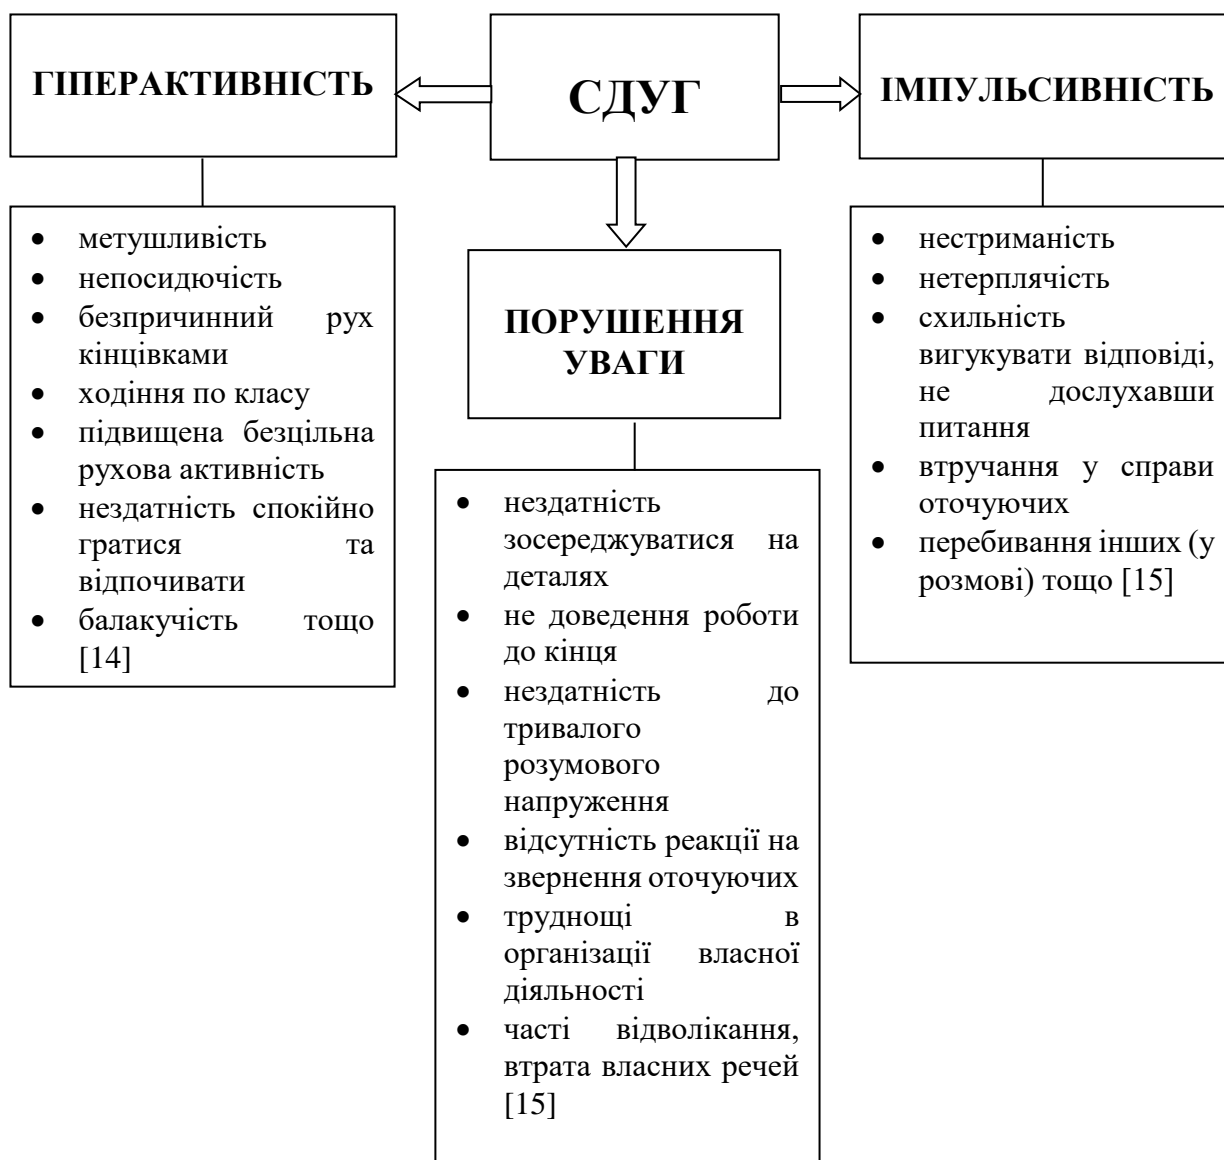 ГІПЕРАКТИВНІСТЬ
СДУГ
ІМПУЛЬСИВНІСТЬ
• метушливість
• непосидючість
• безпричинний рух
кінцівками
• ходіння по класу
• підвищена безцільна
рухова активність
• нездатність спокійно
гратися та
відпочивати
• балакучість тощо
[14]
ПОРУШЕННЯ
УВАГИ
• нездатність
зосереджуватися на
деталях
• не доведення роботи
до кінця
• нездатність до
тривалого
розумового
напруження
• відсутність реакції на
звернення оточуючих
• труднощі в
організації власної
діяльності
• часті відволікання,
втрата власних речей
[15]
• нестриманість
• нетерплячість
• схильність
вигукувати відповіді,
не дослухавши
питання
• втручання у справи
оточуючих
• перебивання інших (у
розмові) тощо [15]